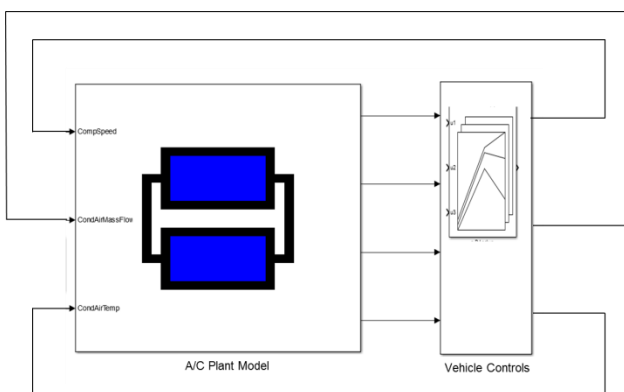 CompSpeed
CondAirMassFlow
CondAirTemp
u1
u2
u3
A/C Plant Model
Vehicle Controls